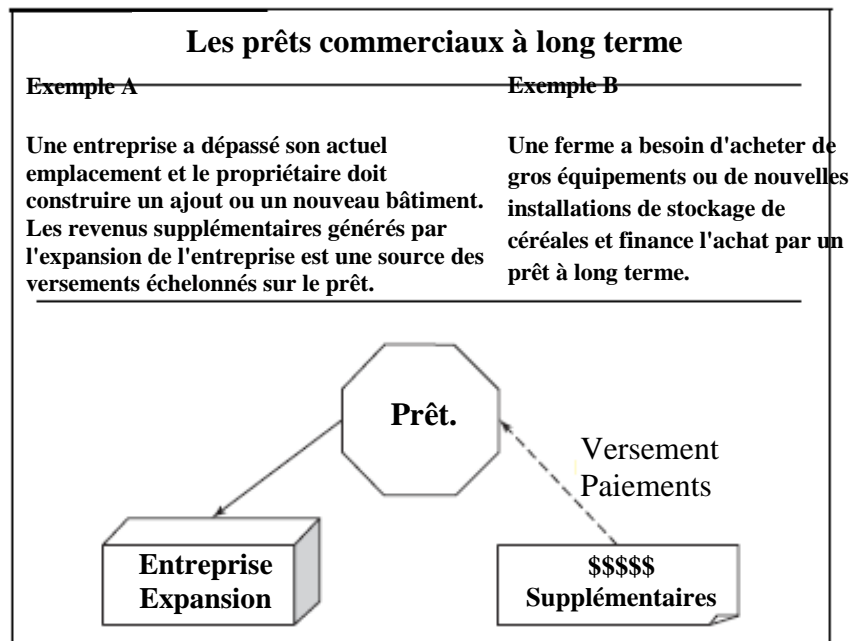 Les prêts commerciaux à long terme
Exemple A
Une entreprise a dépassé son actuel
emplacement et le propriétaire doit
construire un ajout ou un nouveau bâtiment.
Les revenus supplémentaires générés par
l'expansion de l'entreprise est une source des
versements échelonnés sur le prêt.
Exemple B
Une ferme a besoin d'acheter de
gros équipements ou de nouvelles
installations de stockage de
céréales et finance l'achat par un
prêt à long terme.
Prêt.
Versement
Paiements
Entreprise
Expansion
$$$$$
Supplémentaires